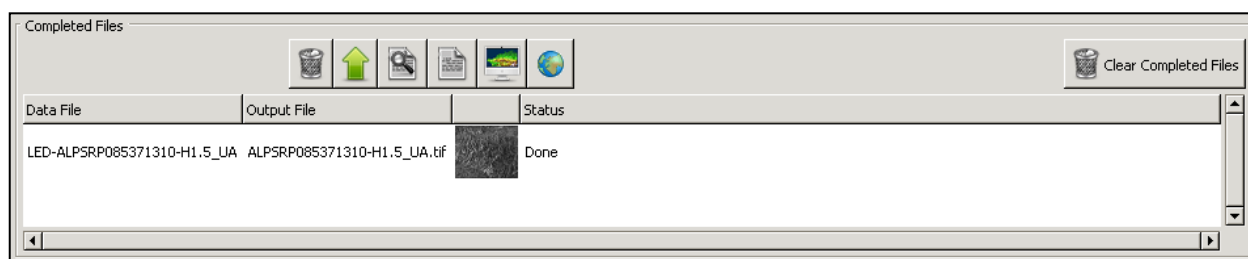 Completed Files
Clear Completed Files
Data File Output File Status
LED-ALPSRP085371310-H1.5_UA ALPSRP085371310-H1.5_UA.tif Done